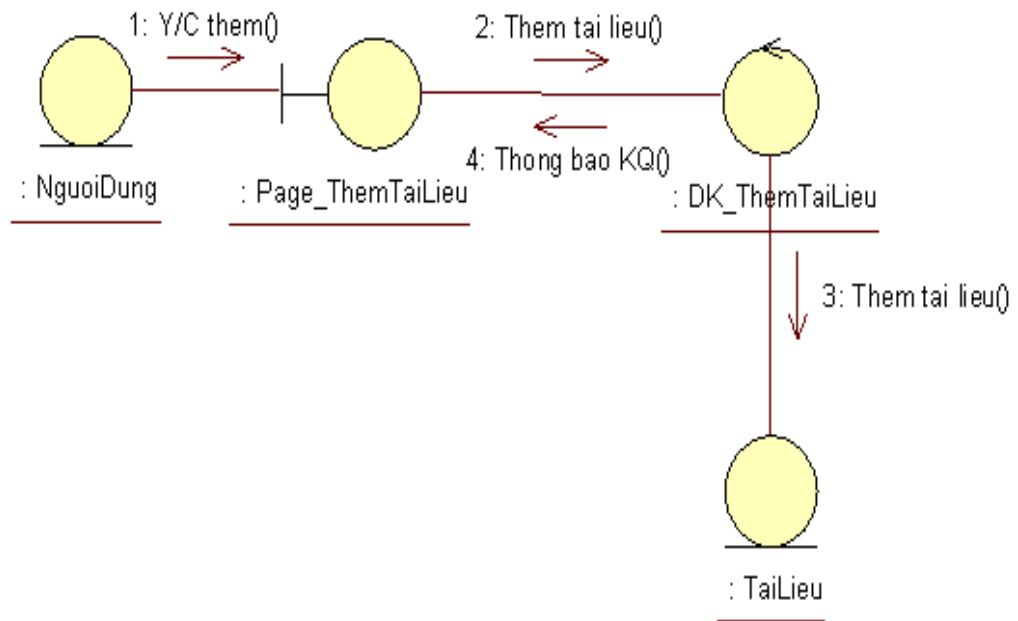 1: Y/C them()
2: Them tai lieu()
4: Thong bao KQ()
: NguoiDung
: Page_ThemTaiLieu
: DK_ThemTaiLieu
3: Them tai lieu()
: TaiLieu